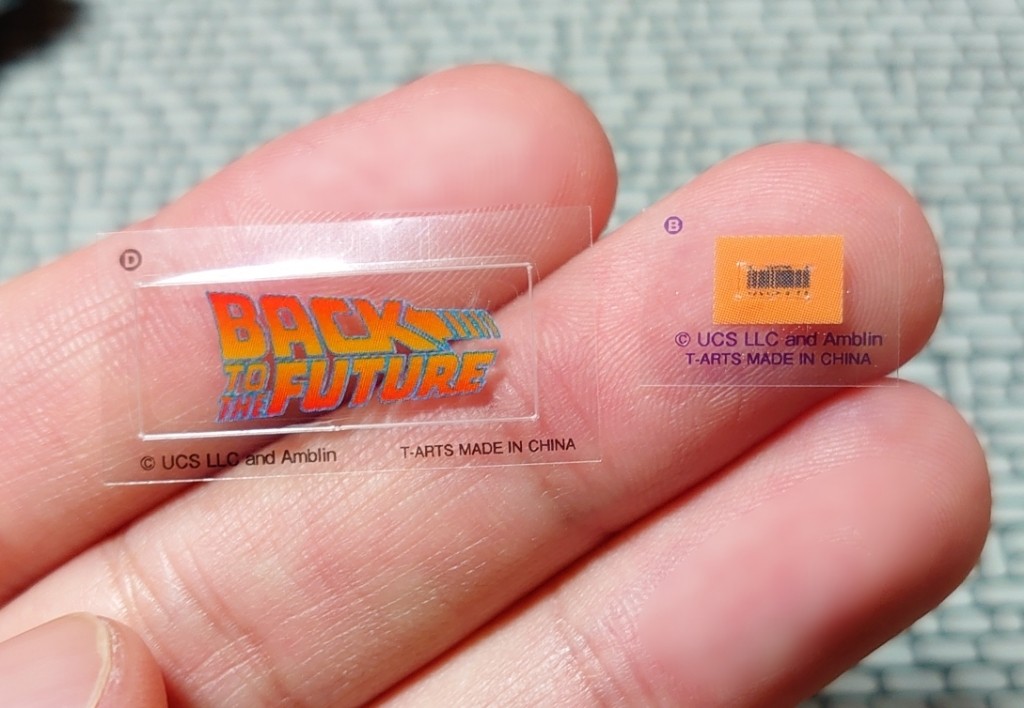 D
BACK
TO
THE FUTURE
© UCS LLC and Amblin
T-ARTS MADE IN CHINA
B
© UCS LLC and Amblin
T-ARTS MADE IN CHINA